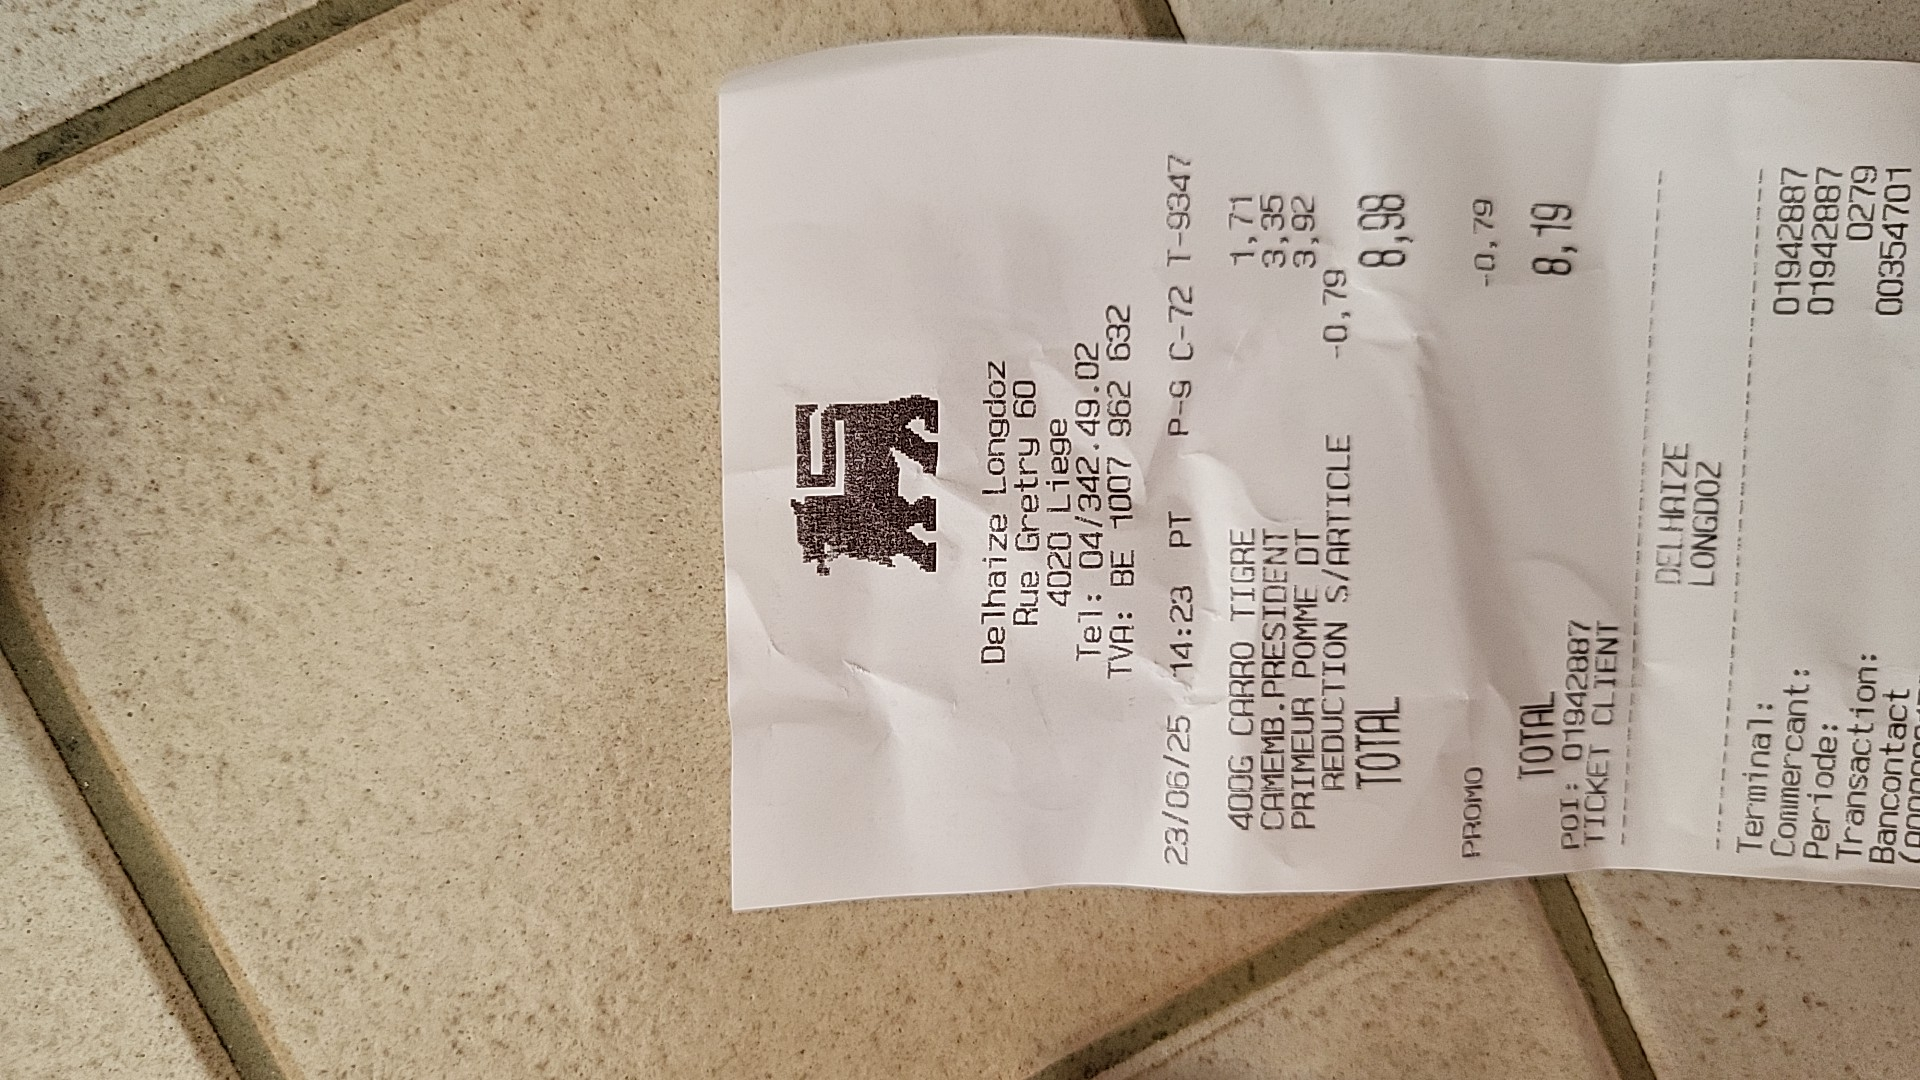 Delhaize Longdoz
Rue Gretry 60
4020 Liege
Tel: 04/342.49.02
TVA: BE 1007 962 632
23/06/25 14:23 PT P-9 C-72 T-9347
400G CARRO TIGRE 1,71
CAMEMB.PRESIDENT 3,35
PRIMEUR POMME DT 3,92
REDUCTION S/ARTICLE -0,79
TOTAL 8,98
PROMO -0,79
TOTAL 8,19
POI: 01942887
TICKET CLIENT
DELHAIZE
LONGDOZ
Terminal: 01942887
Commercant: 01942887
Periode: 0279
Transaction: 00354701
Bancontact